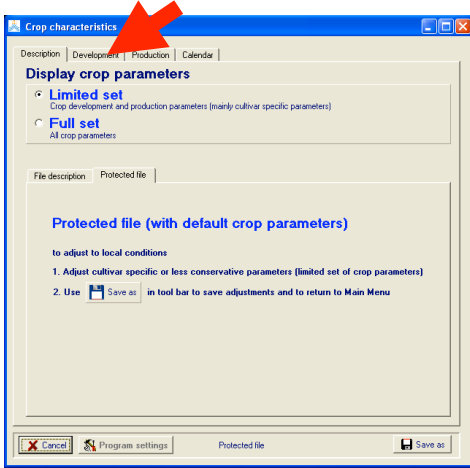 Crop characteristics
Description Development Production Calendar
Display crop parameters
Limited set
Crop development and production parameters (mainly cultivar specific parameters)
Full set
All crop parameters
File description Protected file
Protected file (with default crop parameters)
to adjust to local conditions
1. Adjust cultivar specific or less conservative parameters (limited set of crop parameters)
2. Use Save as in tool bar to save adjustments and to return to Main Menu
Cancel Program settings Protected file Save as